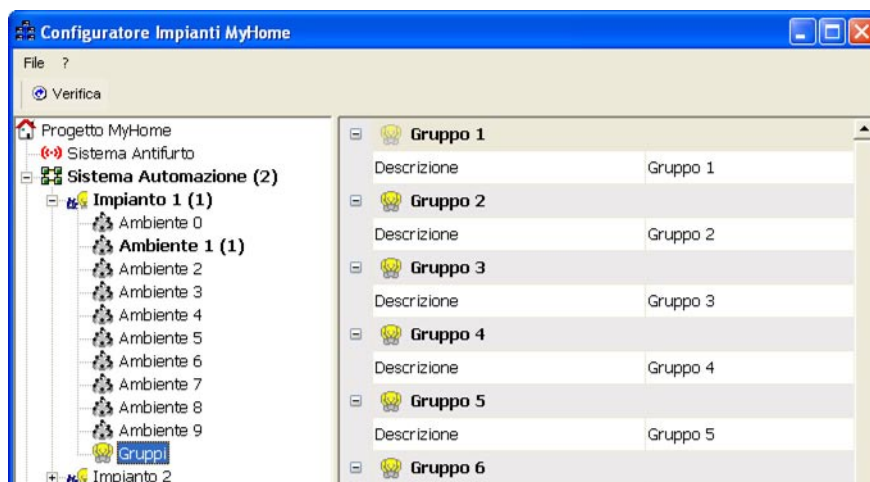 Configuratore Impianti MyHome
File ?
Verifica
Progetto MyHome
Sistema Antifurto
Sistema Automazione (2)
Impianto 1 (1)
Ambiente 0
Ambiente 1 (1)
Ambiente 2
Ambiente 3
Ambiente 4
Ambiente 5
Ambiente 6
Ambiente 7
Ambiente 8
Ambiente 9
Gruppi
Impianto 2
Gruppo 1
Descrizione Gruppo 1
Gruppo 2
Descrizione Gruppo 2
Gruppo 3
Descrizione Gruppo 3
Gruppo 4
Descrizione Gruppo 4
Gruppo 5
Descrizione Gruppo 5
Gruppo 6